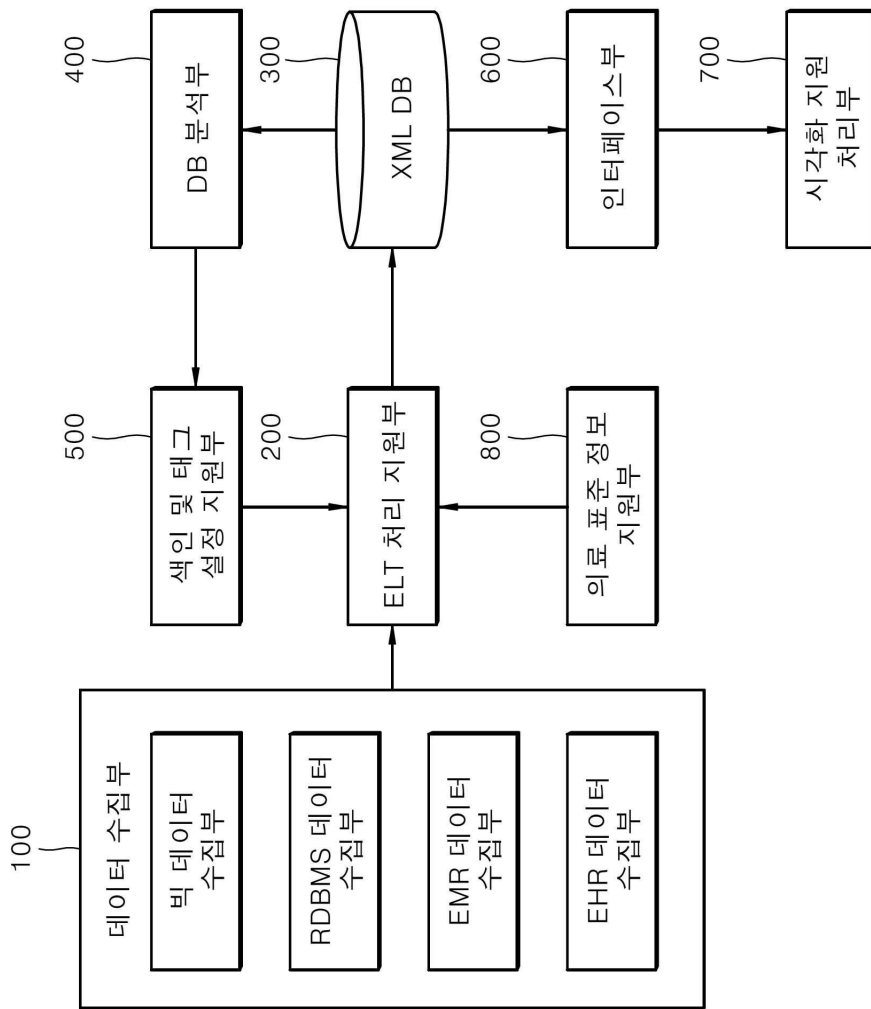 100
데이터 수집부
빅 데이터
수집부
RDBMS 데이터
수집부
EMR 데이터
수집부
EHR 데이터
수집부
500
색인 및 태그
설정 지원부
200
ELT 처리 지원부
800
의료 표준 정보
지원부
400
DB 분석부
300
XML DB
600
인터페이스부
700
시각화 지원
처리부